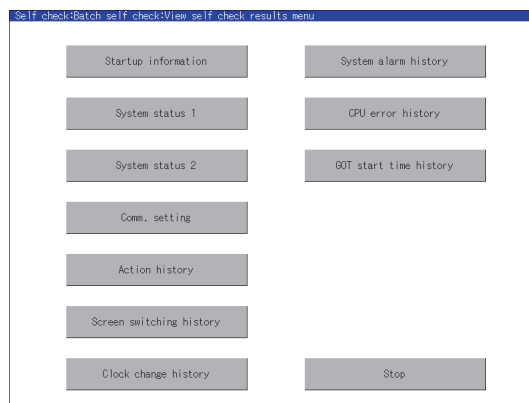 Self check:Batch self check:View self check results menu
Startup information
System alarm history
System status 1
CPU error history
System status 2
GOT start time history
Comm. setting
Action history
Screen switching history
Clock change history
Stop